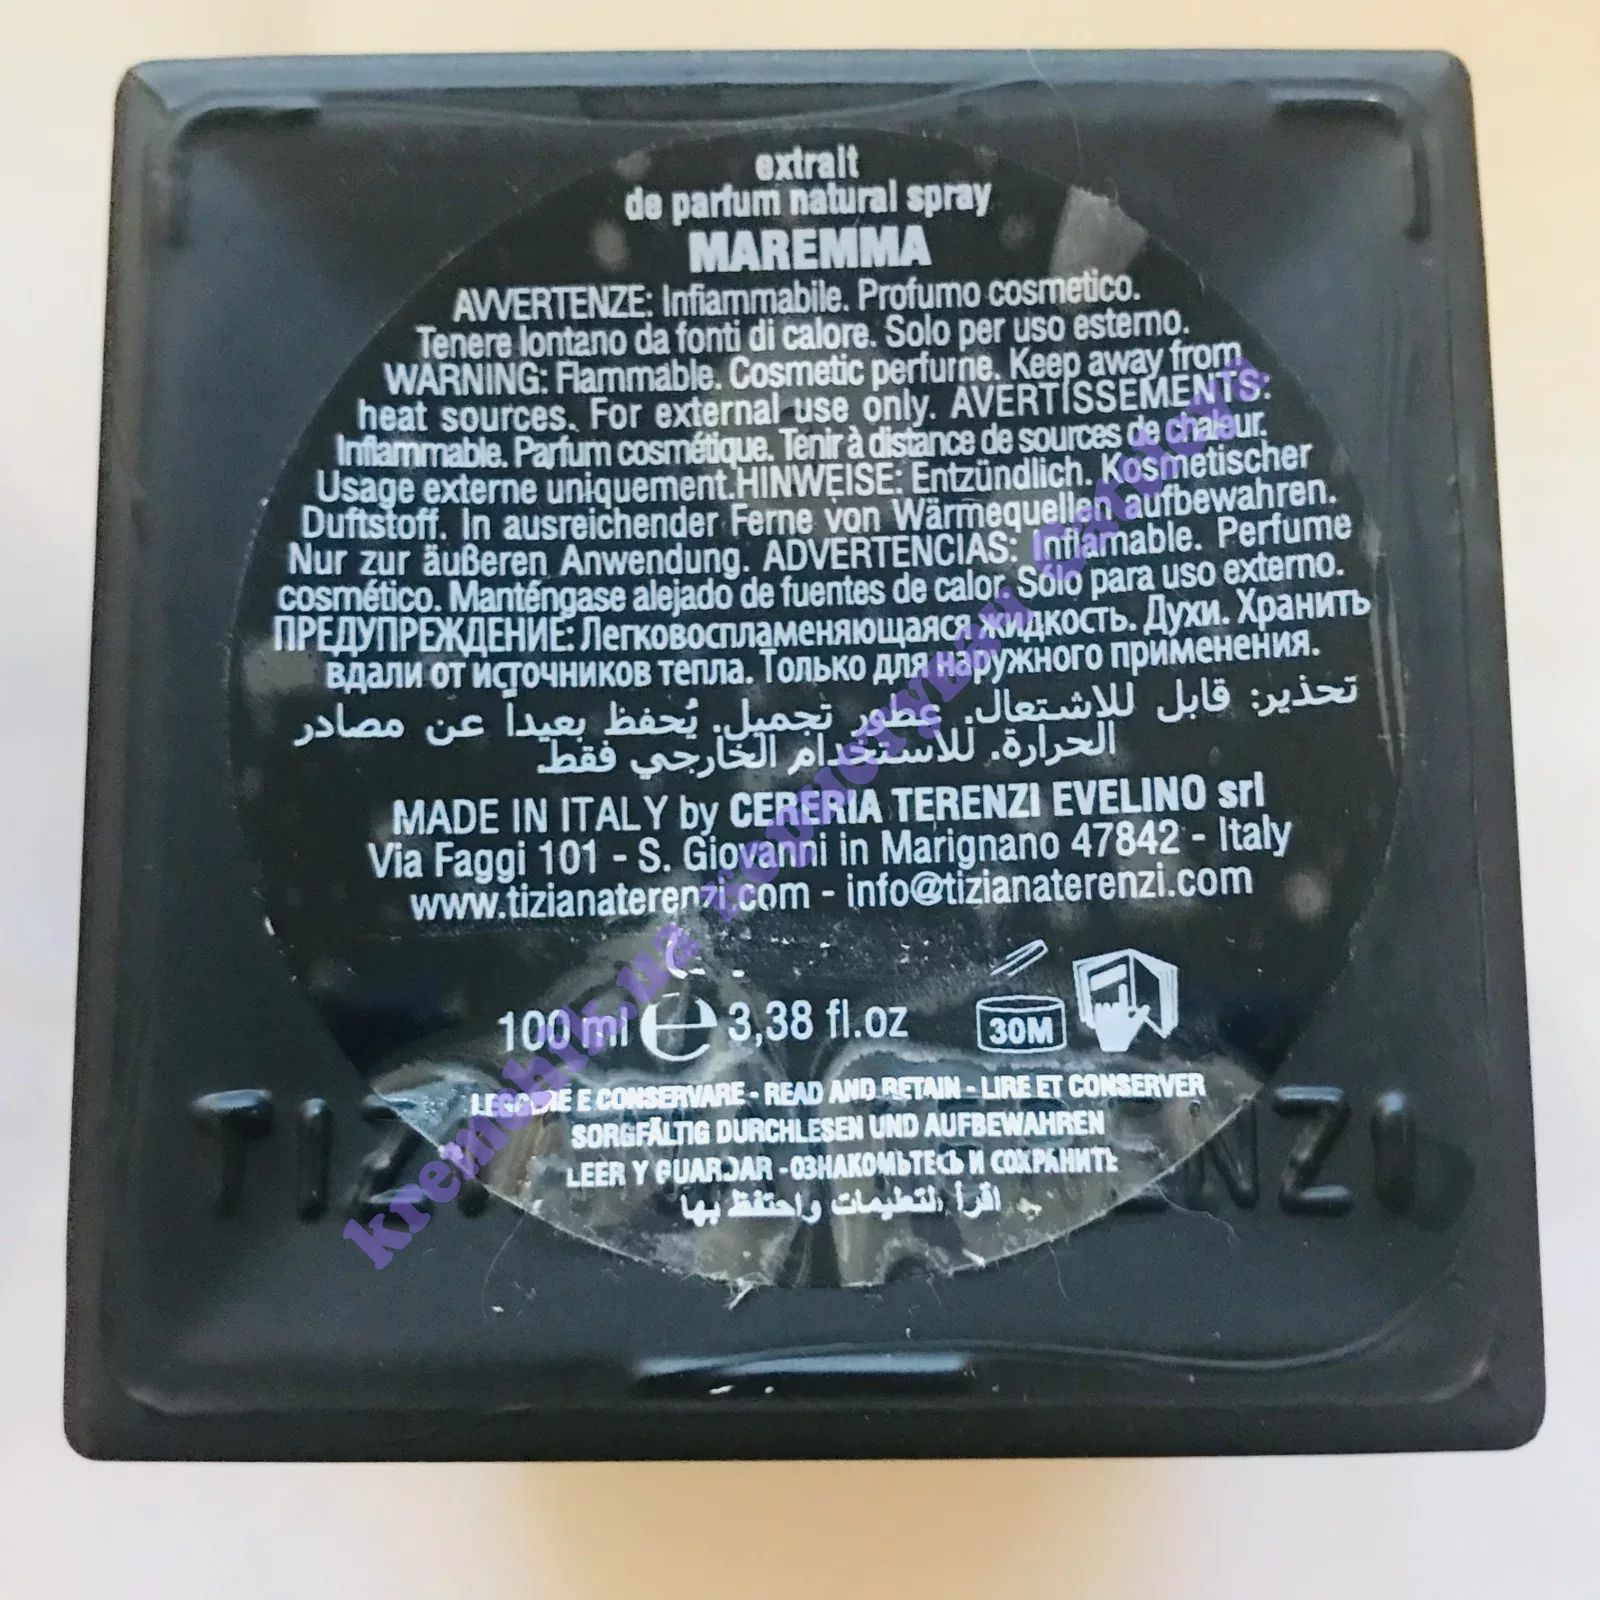 extrait
de parfum natural spray
MAREMMA
AVVERTENZE: Infiammabile. Profumo cosmetico.
Tenere lontano da fonti di calore. Solo per uso esterno.
WARNING: Flammable. Cosmetic perfume. Keep away from
heat sources. For external use only. AVERTISSEMENTS:
Inflammable. Parfum cosmétique. Tenir à distance de sources de chaleur.
Usage externe uniquement. HINWEISE: Entzündlich. Kosmetischer
Duftstoff. In ausreichender Ferne von Wärmequellen aufbewahren.
Nur zur äußeren Anwendung. ADVERTENCIAS: Inflamable. Perfume
cosmético. Manténgase alejado de fuentes de calor. Sólo para uso externo.
ПРЕДУПРЕЖДЕНИЕ: Легковоспламеняющаяся жидкость. Духи. Хранить
вдали от источников тепла. Только для наружного применения.
تحذير: قابل للاشتعال. عطور تجميل. يُحفظ بعيداً عن مصادر
الحرارة. للاستخدام الخارجي فقط.
MADE IN ITALY by CERERIA TERENZI EVELINO srl
Via Faggi 101 - S. Giovanni in Marignano 47842 - Italy
www.tizianaterenzi.com - info@tizianaterenzi.com
100 ml e 3,38 fl.oz 30M
LEGGERE E CONSERVARE - READ AND RETAIN - LIRE ET CONSERVER
SORGFÄLTIG DURCHLESEN UND AUFBEWAHREN
LEER Y GUARDAR - ОЗНАКОМЬТЕСЬ И СОХРАНИТЬ
اقرأ التعليمات واحتفظ بها
TIZIANA TERENZI
kremchik.ua